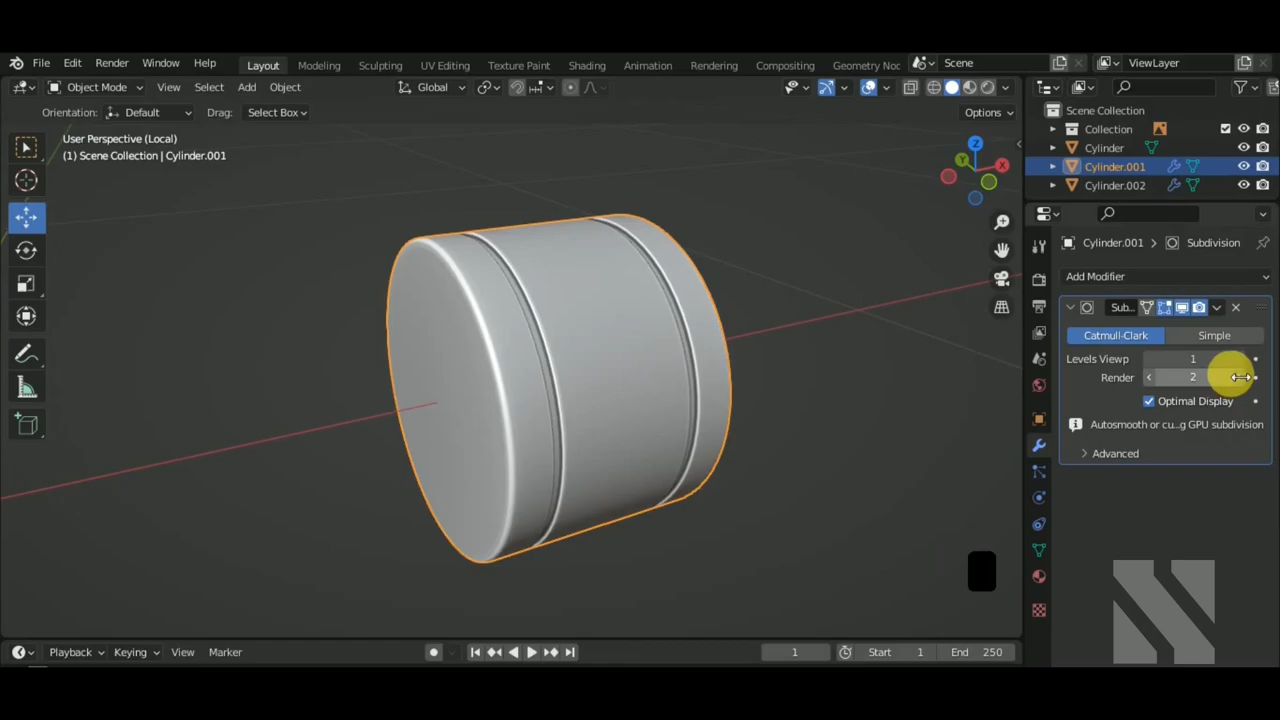 File Edit Render Window Help Layout Modeling Sculpting UV Editing Texture Paint Shading Animation Rendering Compositing Geometry Noc Scene ViewLayer
Object Mode View Select Add Object Global
Orientation: Default Drag: Select Box Options
User Perspective (Local)
(1) Scene Collection | Cylinder.001
Z
Y
X
Scene Collection
Collection
Cylinder
Cylinder.001
Cylinder.002
Cylinder.001 > Subdivision
Add Modifier
Sub...
Catmull-Clark Simple
Levels Viewp 1
Render 2
Optimal Display
Autosmooth or cu...g GPU subdivision
Advanced
Playback Keying View Marker 1 Start 1 End 250